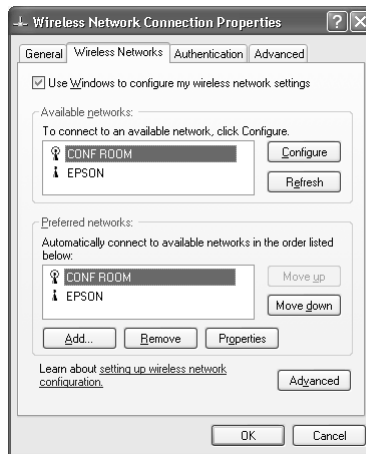 Wireless Network Connection Properties
General Wireless Networks Authentication Advanced
Use Windows to configure my wireless network settings
Available networks:
To connect to an available network, click Configure.
CONF ROOM
EPSON
Configure
Refresh
Preferred networks:
Automatically connect to available networks in the order listed
below:
CONF ROOM
EPSON
Move up
Move down
Add... Remove Properties
Learn about setting up wireless network
configuration.
Advanced
OK Cancel